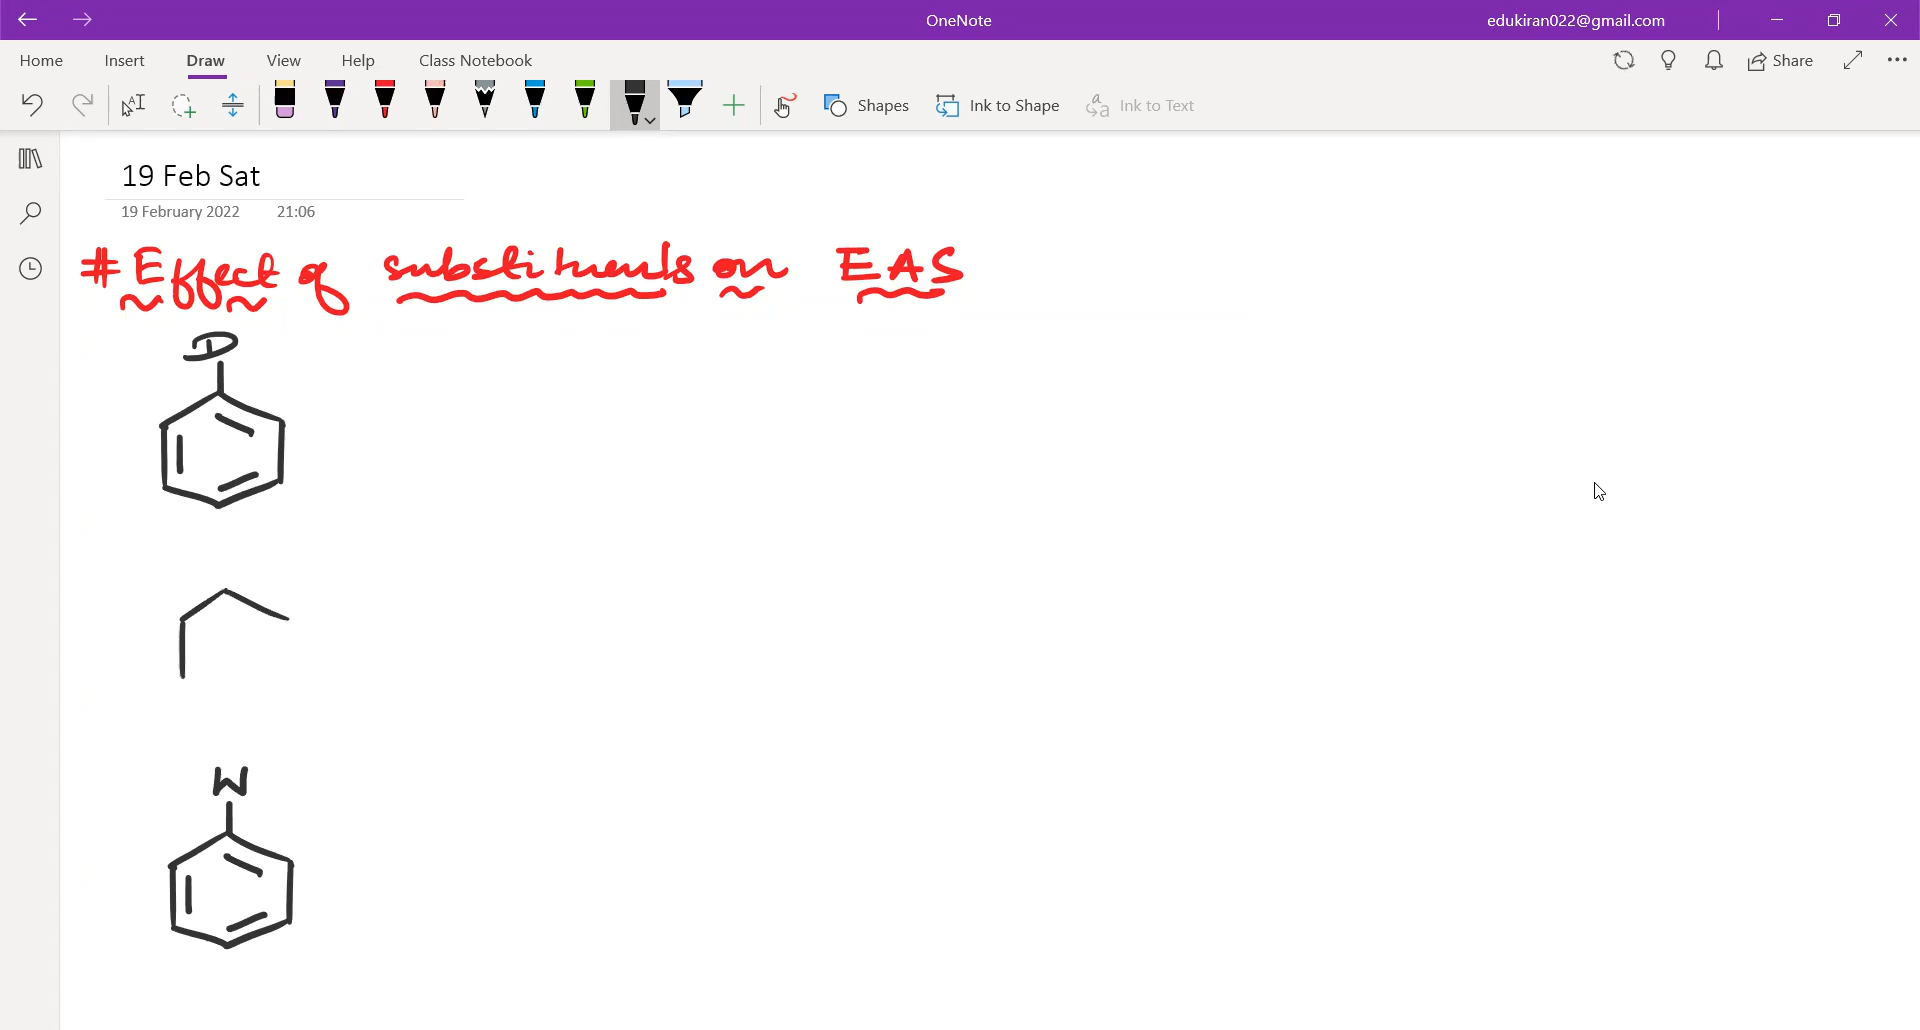 OneNote
edukiran022@gmail.com
Home Insert Draw View Help Class Notebook
Share
Shapes Ink to Shape Ink to Text
19 Feb Sat
19 February 2022 21:06
# Effect of substituents on EAS
D
W